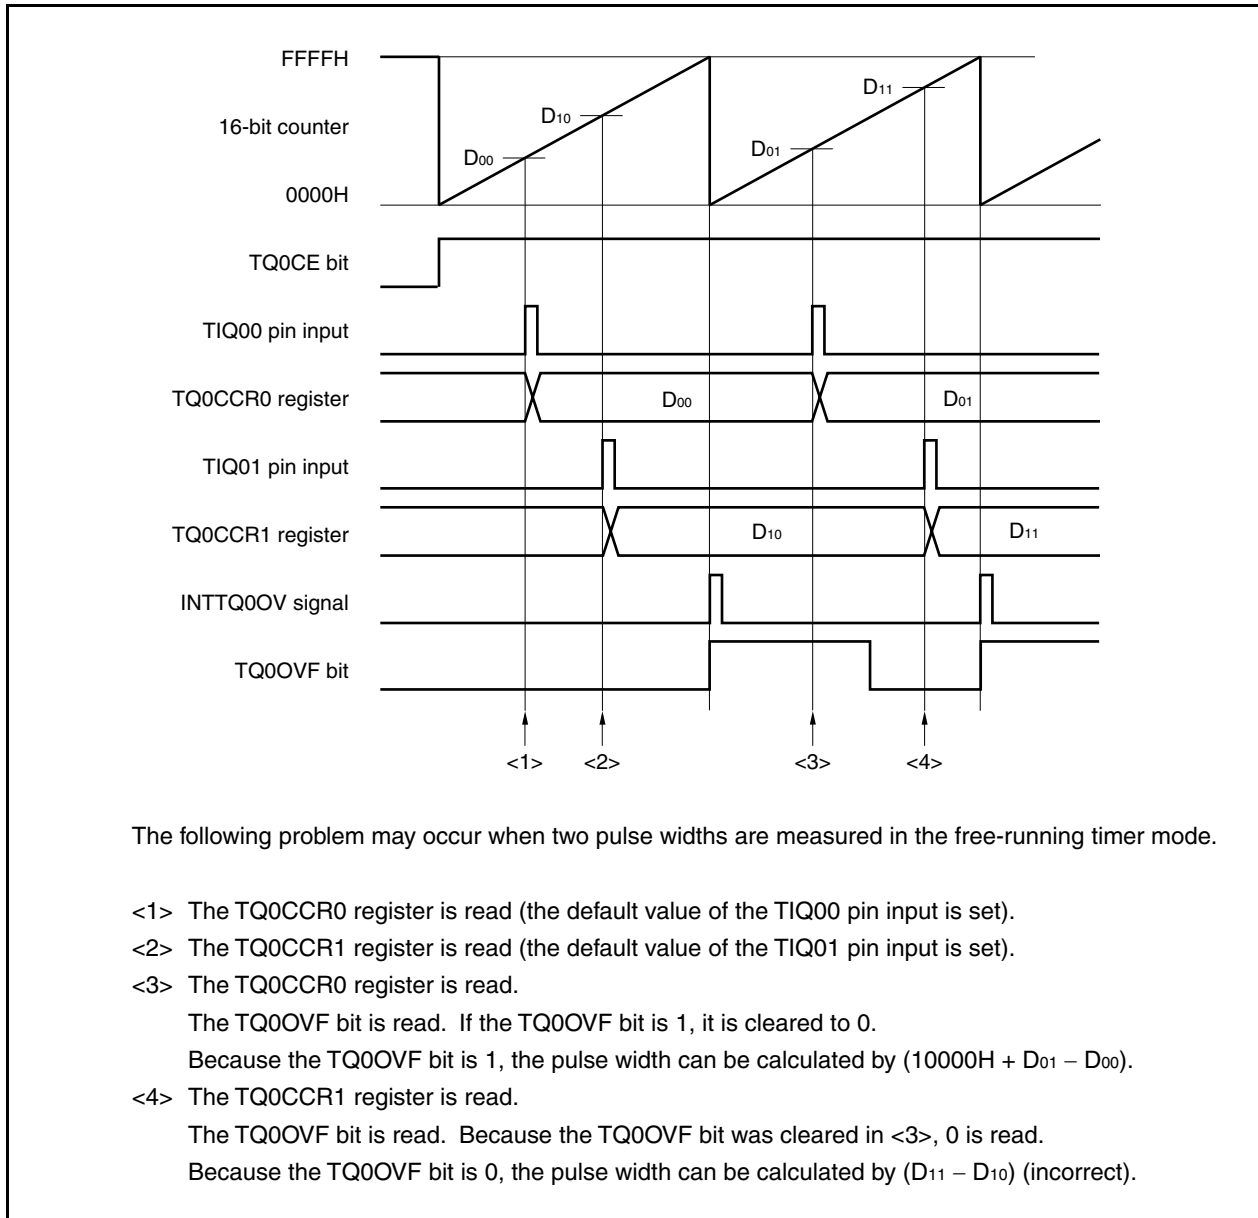 FFFFH
D11
D10
16-bit counter
D01
D00
0000H
TQ0CE bit
TIQ00 pin input
TQ0CCR0 register
D00
D01
TIQ01 pin input
TQ0CCR1 register
D10
D11
INTTQ0OV signal
TQ0OVF bit
<1> <2> <3> <4>
The following problem may occur when two pulse widths are measured in the free-running timer mode.
<1> The TQ0CCR0 register is read (the default value of the TIQ00 pin input is set).
<2> The TQ0CCR1 register is read (the default value of the TIQ01 pin input is set).
<3> The TQ0CCR0 register is read.
The TQ0OVF bit is read. If the TQ0OVF bit is 1, it is cleared to 0.
Because the TQ0OVF bit is 1, the pulse width can be calculated by (10000H + D01 − D00).
<4> The TQ0CCR1 register is read.
The TQ0OVF bit is read. Because the TQ0OVF bit was cleared in <3>, 0 is read.
Because the TQ0OVF bit is 0, the pulse width can be calculated by (D11 − D10) (incorrect).